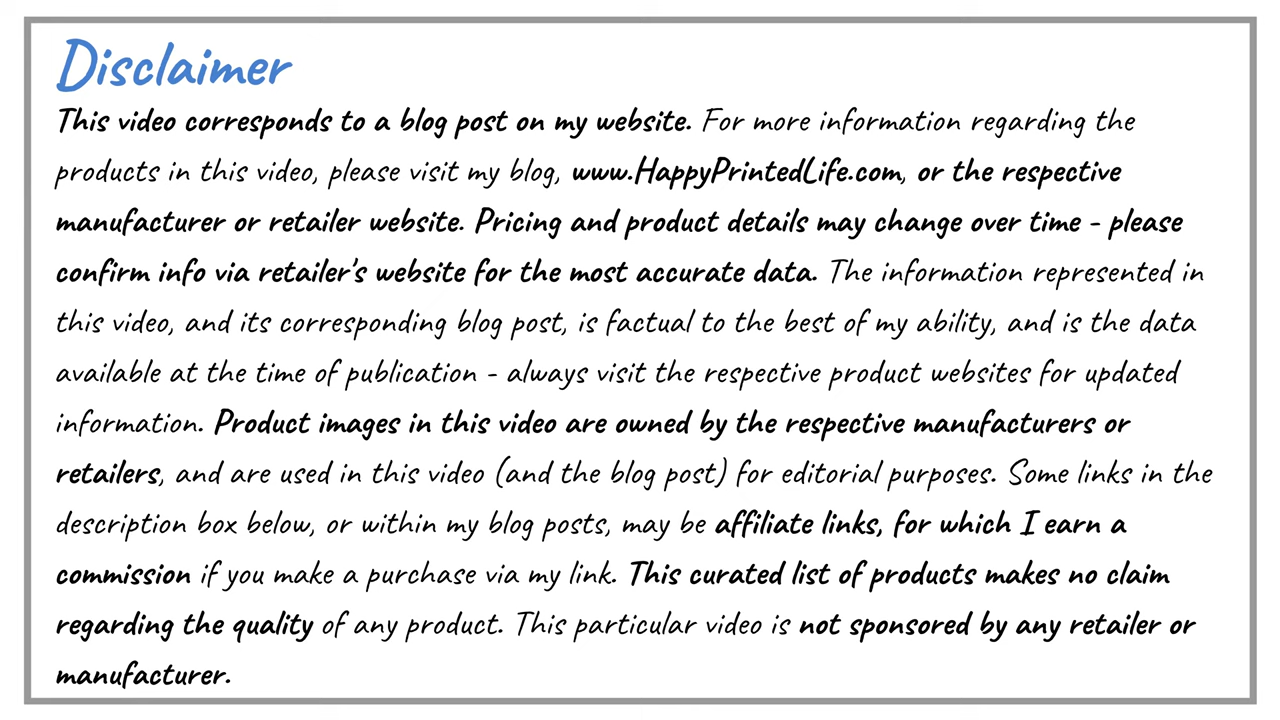 Disclaimer
This video corresponds to a blog post on my website. For more information regarding the
products in this video, please visit my blog, www.HappyPrintedLife.com, or the respective
manufacturer or retailer website. Pricing and product details may change over time - please
confirm info via retailer's website for the most accurate data. The information represented in
this video, and its corresponding blog post, is factual to the best of my ability, and is the data
available at the time of publication - always visit the respective product websites for updated
information. Product images in this video are owned by the respective manufacturers or
retailers, and are used in this video (and the blog post) for editorial purposes. Some links in the
description box below, or within my blog posts, may be affiliate links, for which I earn a
commission if you make a purchase via my link. This curated list of products makes no claim
regarding the quality of any product. This particular video is not sponsored by any retailer or
manufacturer.